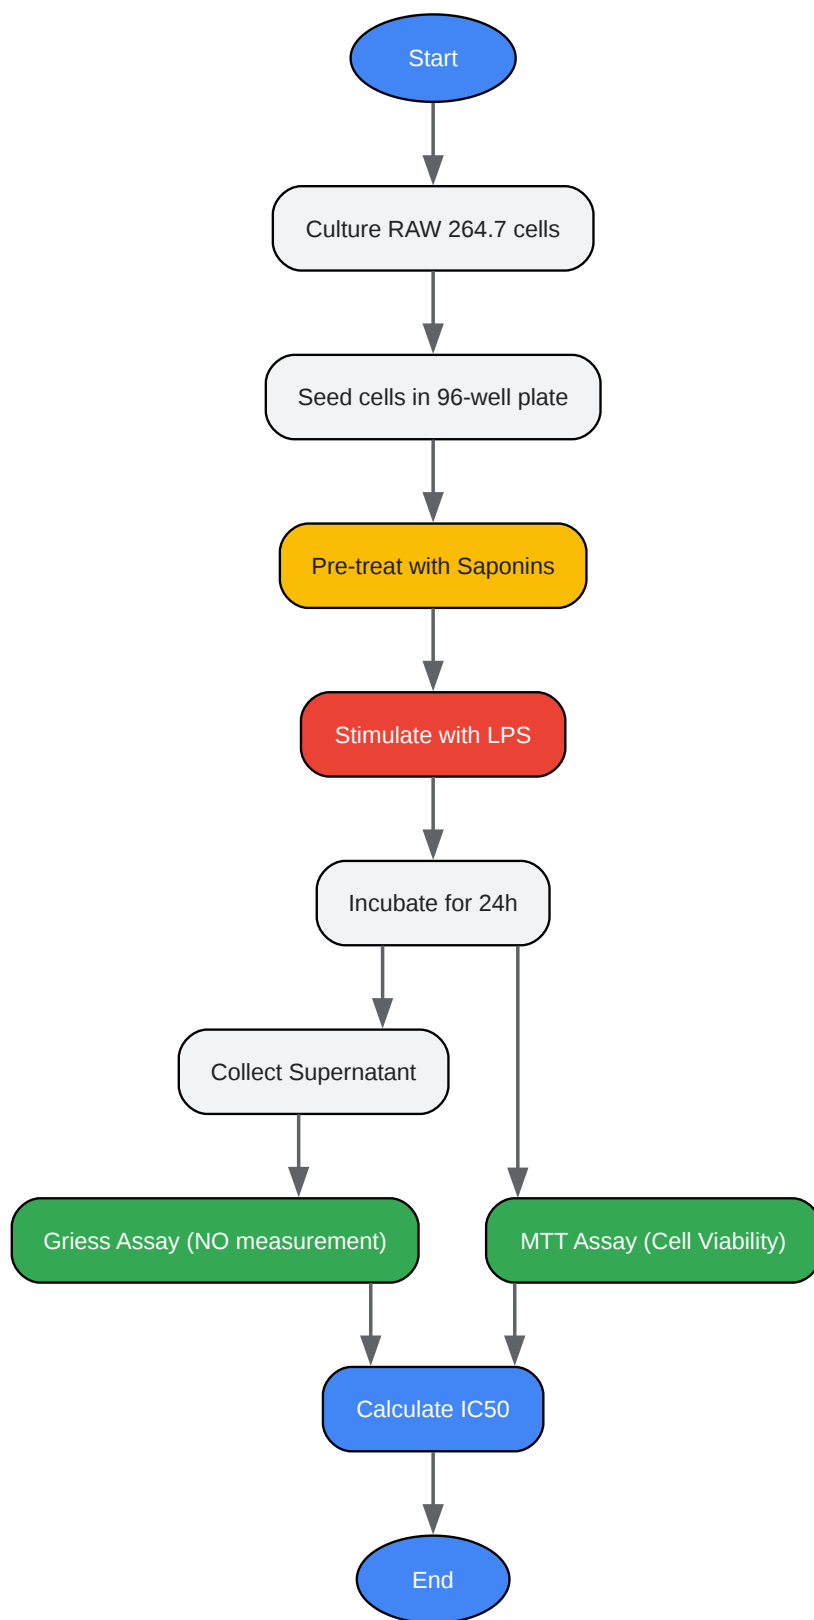 Start
Culture RAW 264.7 cells
Seed cells in 96-well plate
Pre-treat with Saponins
Stimulate with LPS
Incubate for 24h
Collect Supernatant
Griess Assay (NO measurement)
MTT Assay (Cell Viability)
Calculate IC50
End